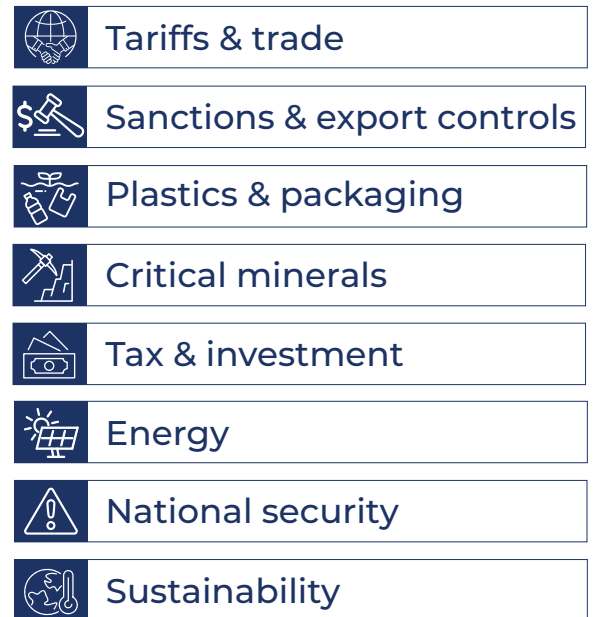 Tariffs & trade
$
Sanctions & export controls
Plastics & packaging
Critical minerals
Tax & investment
Energy
National security
Sustainability